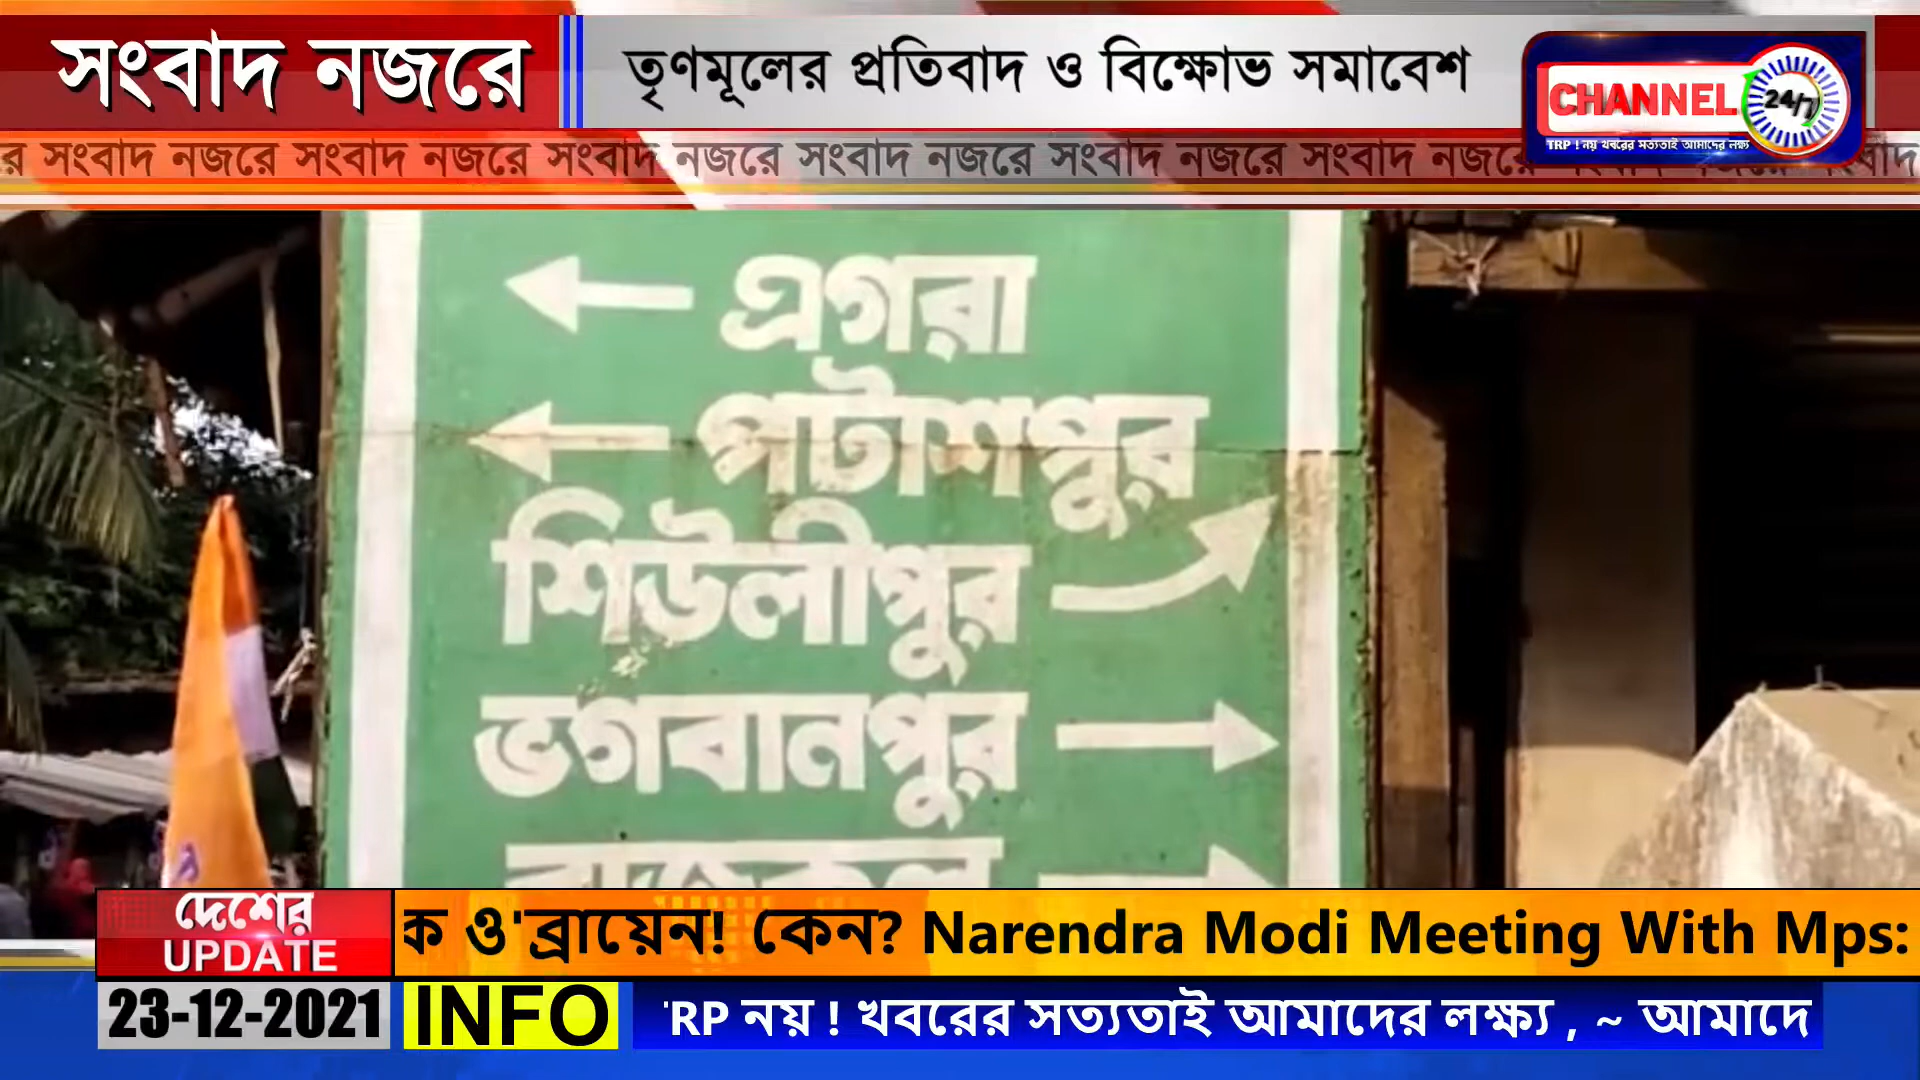 সংবাদ নজরে
তৃণমূলের প্রতিবাদ ও বিক্ষোভ সমাবেশ
CHANNEL 24/7
TRP ! নয় খবরের সত্যতাই আমাদের লক্ষ্য
র সংবাদ নজরে সংবাদ নজরে সংবাদ নজরে সংবাদ নজরে সংবাদ নজরে সংবাদ নজরে
এগরা
পটাশপুর
শিউলীপুর
ভগবানপুর
দেশের
UPDATE
ক ও'ব্রায়েন! কেন? Narendra Modi Meeting With Mps:
23-12-2021
INFO
TRP নয় ! খবরের সত্যতাই আমাদের লক্ষ্য , ~ আমাদে